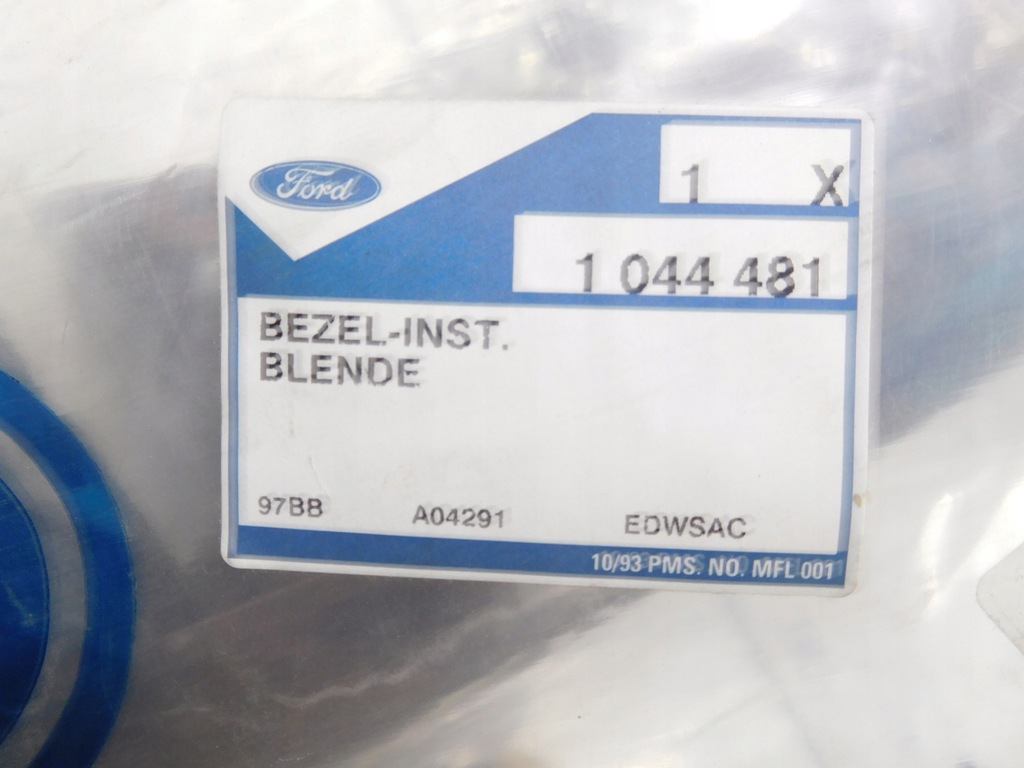 Ford
1 X
1 044 481
BEZEL-INST.
BLENDE
97BB A04291 EDWSAC
10/93 PMS. NO. MFL 001